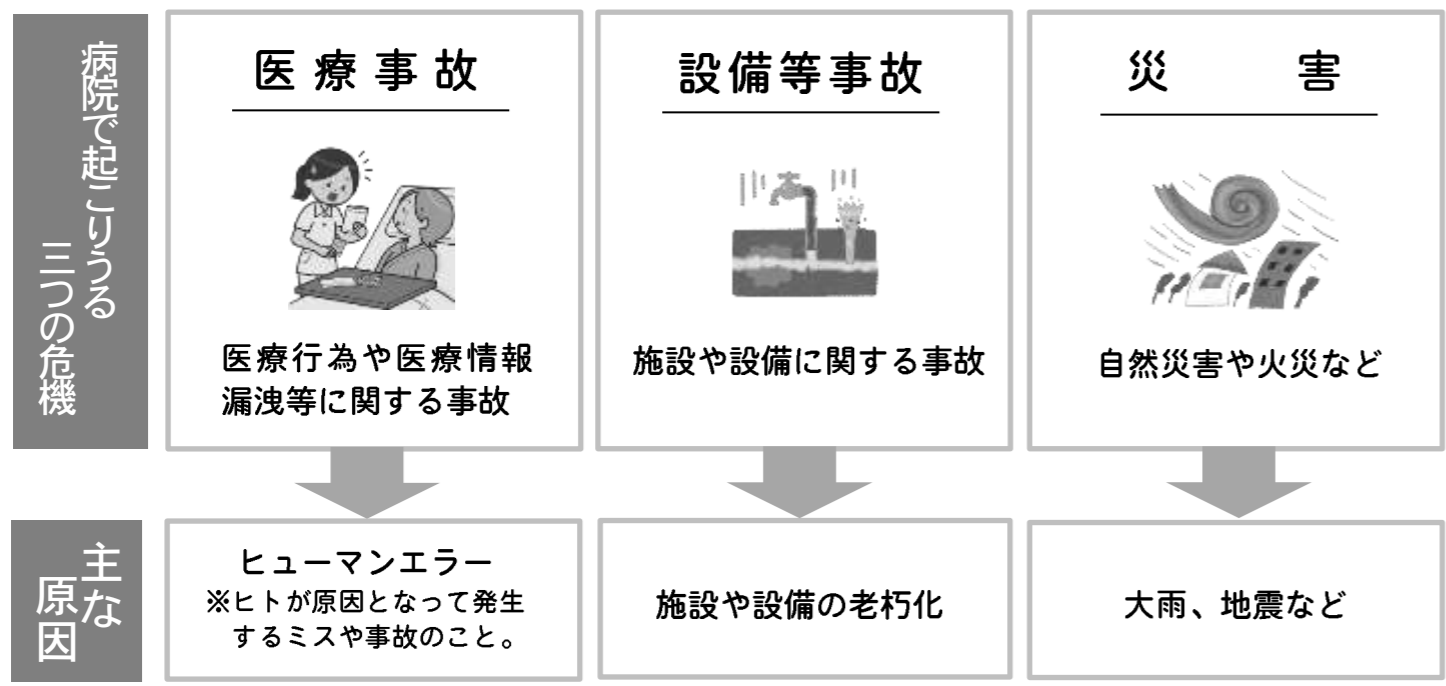 病院で起こりうる
三つの危機
医療事故
医療行為や医療情報
漏洩等に関する事故
設備等事故
施設や設備に関する事故
災害
自然災害や火災など
主な
原因
ヒューマンエラー
※ヒトが原因となって発生
するミスや事故のこと。
施設や設備の老朽化
大雨、地震など